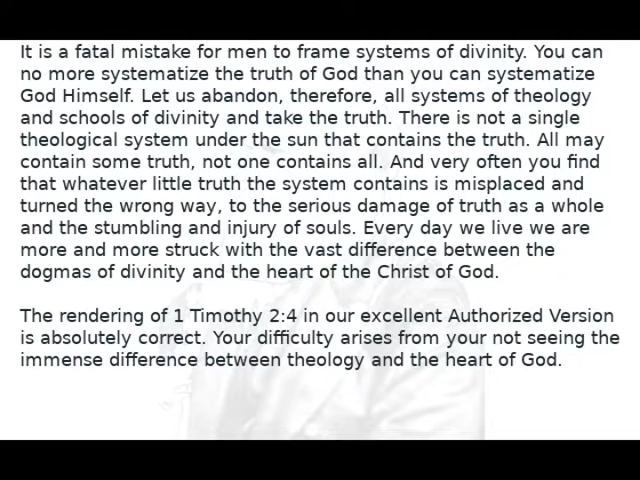 It is a fatal mistake for men to frame systems of divinity. You can
no more systematize the truth of God than you can systematize
God Himself. Let us abandon, therefore, all systems of theology
and schools of divinity and take the truth. There is not a single
theological system under the sun that contains the truth. All may
contain some truth, not one contains all. And very often you find
that whatever little truth the system contains is misplaced and
turned the wrong way, to the serious damage of truth as a whole
and the stumbling and injury of souls. Every day we live we are
more and more struck with the vast difference between the
dogmas of divinity and the heart of the Christ of God.

The rendering of 1 Timothy 2:4 in our excellent Authorized Version
is absolutely correct. Your difficulty arises from your not seeing the
immense difference between theology and the heart of God.